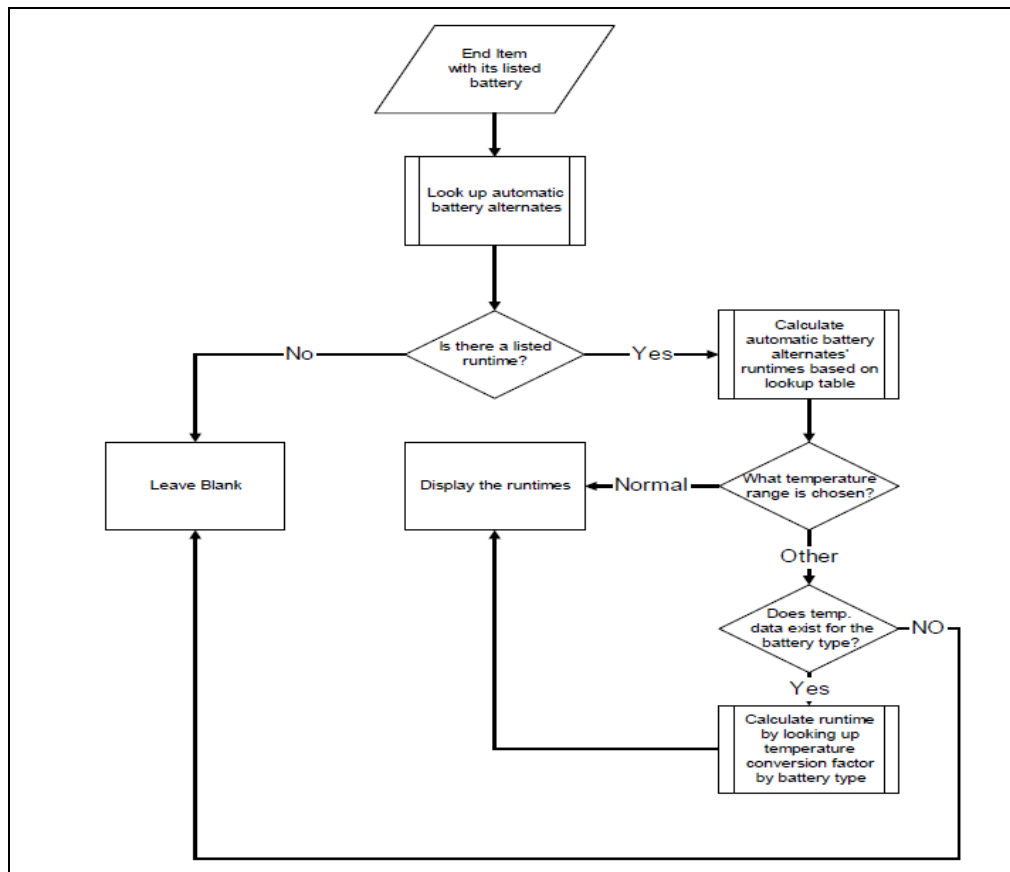 End Item
with its listed
battery
Look up automatic
battery alternates
Is there a listed
runtime?
No
Yes
Calculate
automatic battery
alternates'
runtimes based on
lookup table
Leave Blank
Display the runtimes
Normal
What temperature
range is chosen?
Other
Does temp.
data exist for the
battery type?
NO
Yes
Calculate runtime
by looking up
temperature
conversion factor
by battery type